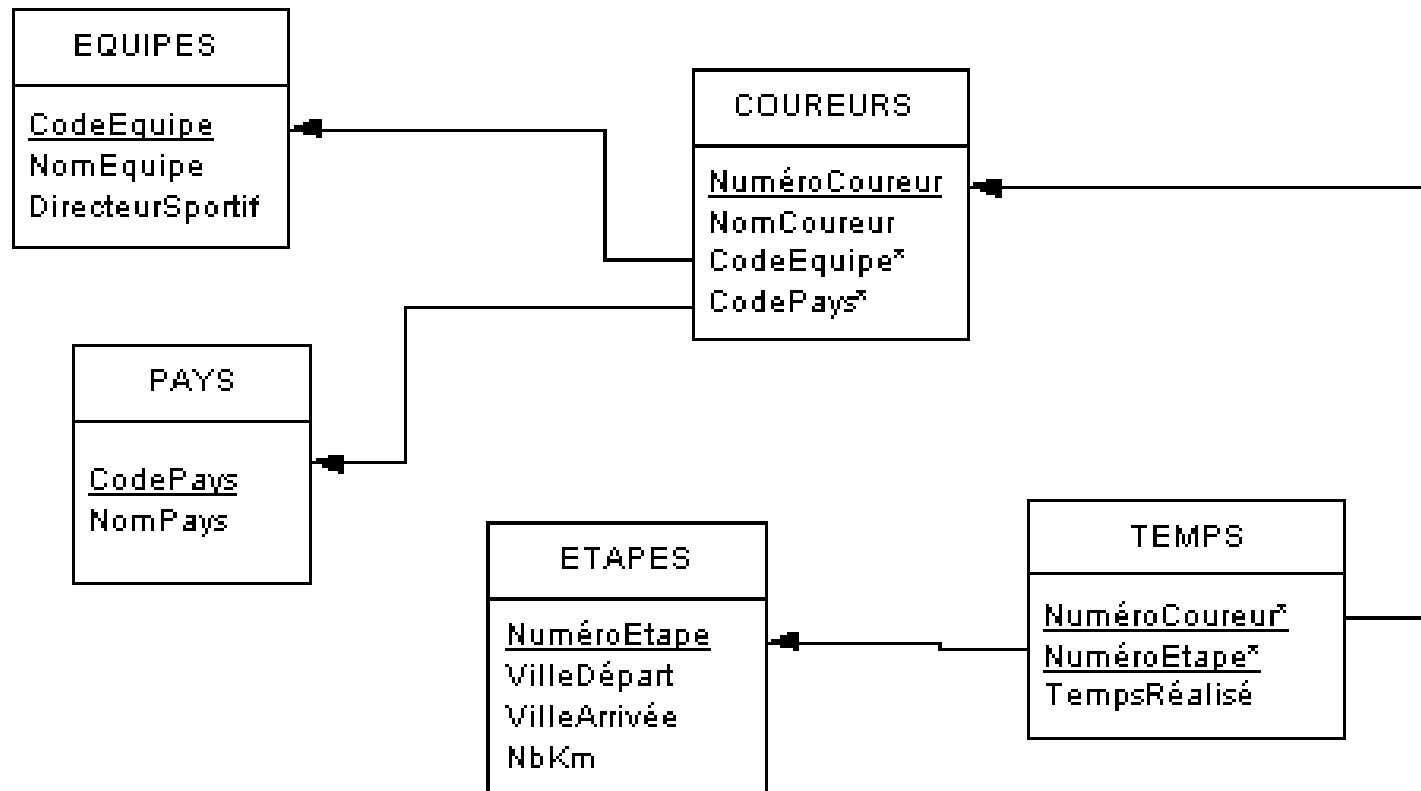 EQUIPES
CodeEquipe
NomEquipe
DirecteurSportif
COUREURS
NuméroCoureur
NomCoureur
CodeEquipe*
CodePays*
PAYS
CodePays
NomPays
ETAPES
NuméroEtape
VilleDépart
VilleArrivée
NbKm
TEMPS
NuméroCoureur*
NuméroEtape*
TempsRéalisé